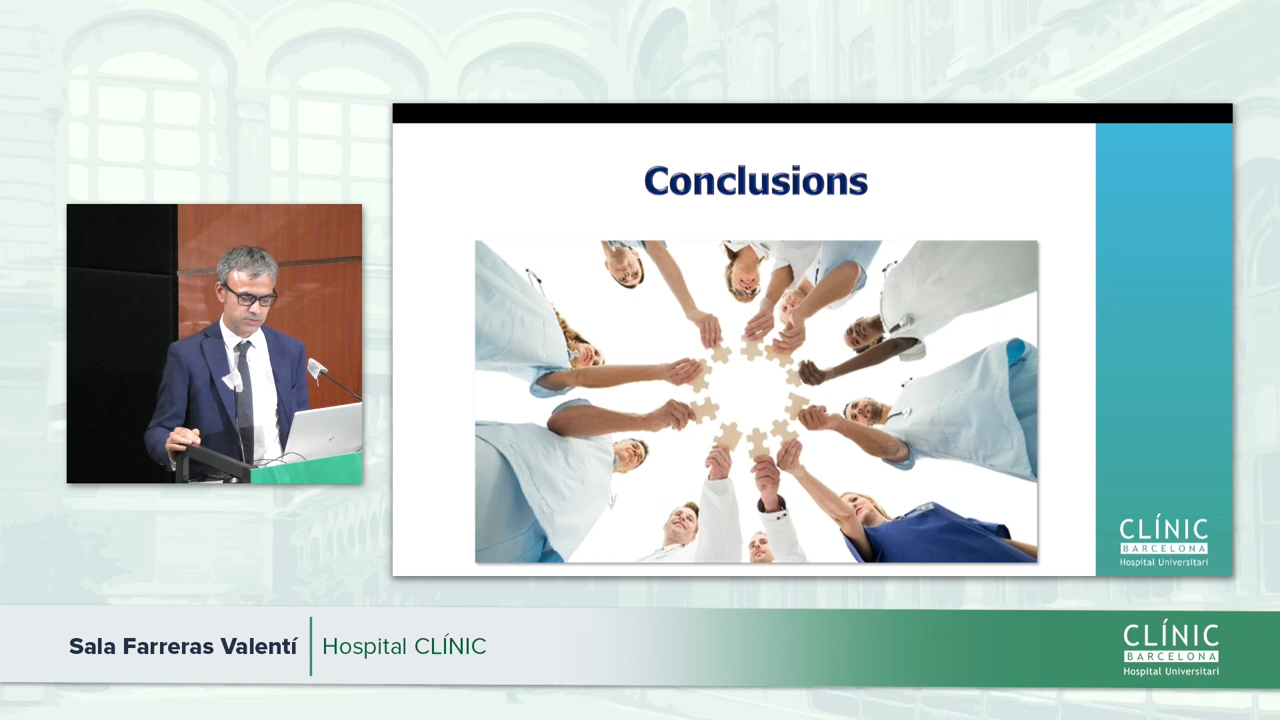 Conclusions
CLÍNIC
BARCELONA
Hospital Universitari
Sala Farreras Valentí
Hospital CLÍNIC
CLÍNIC
BARCELONA
Hospital Universitari